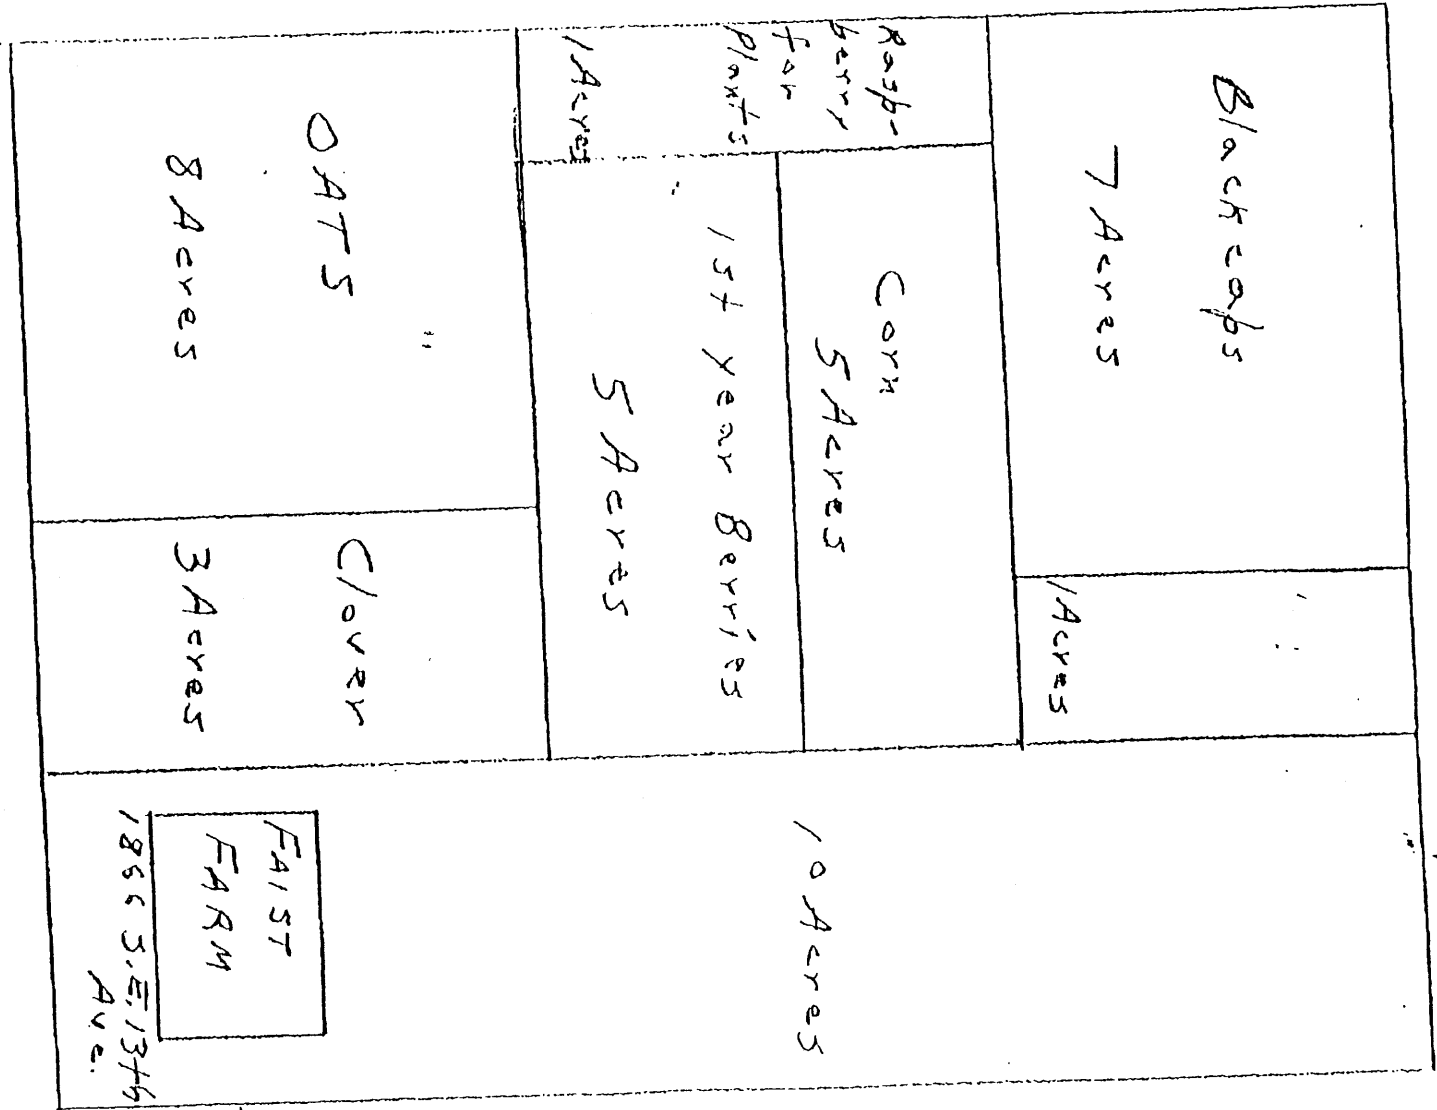 Blackcaps
7 Acres
1 Acres
Rasp-
berry
for
Plants
1 Acres
Corn
5 Acres
1st year Berries
5 Acres
10 Acres
OATS
8 Acres
Clover
3 Acres
FAIST
FARM
1866 S.E. 13th
Ave.